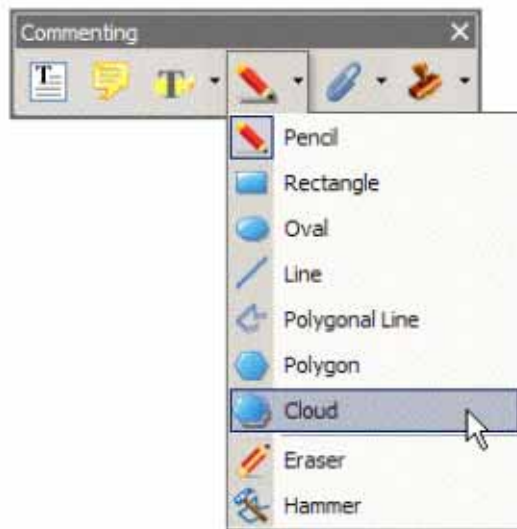 Commenting
T
T
Pencil
Rectangle
Oval
Line
Polygonal Line
Polygon
Cloud
Eraser
Hammer